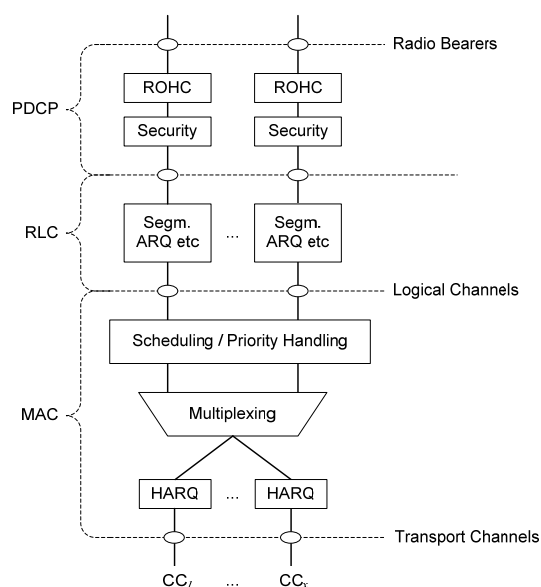 Radio Bearers
ROHC ROHC
PDCP
Security Security
Segm. Segm.
RLC ... 
ARQ etc ARQ etc
Logical Channels
Scheduling / Priority Handling
Multiplexing
MAC
HARQ ... HARQ
Transport Channels
CC1 ... CCx